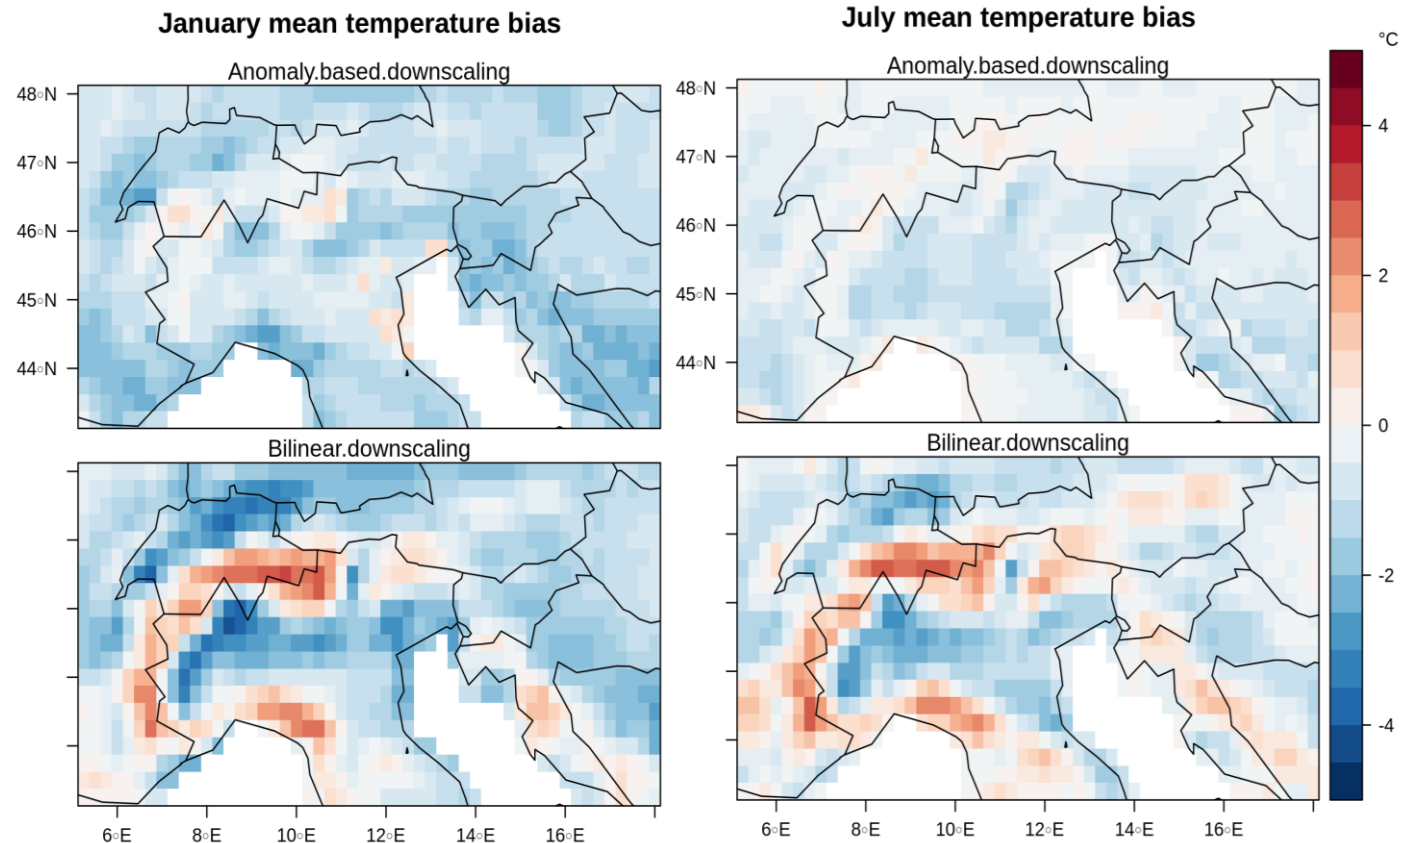 January mean temperature bias
July mean temperature bias
°C
Anomaly.based.downscaling
Anomaly.based.downscaling
48◦N
47◦N
46◦N
45◦N
44◦N
48◦N
47◦N
46◦N
45◦N
44◦N
4
2
0
-2
-4
Bilinear.downscaling
Bilinear.downscaling
6◦E 8◦E 10◦E 12◦E 14◦E 16◦E
6◦E 8◦E 10◦E 12◦E 14◦E 16◦E